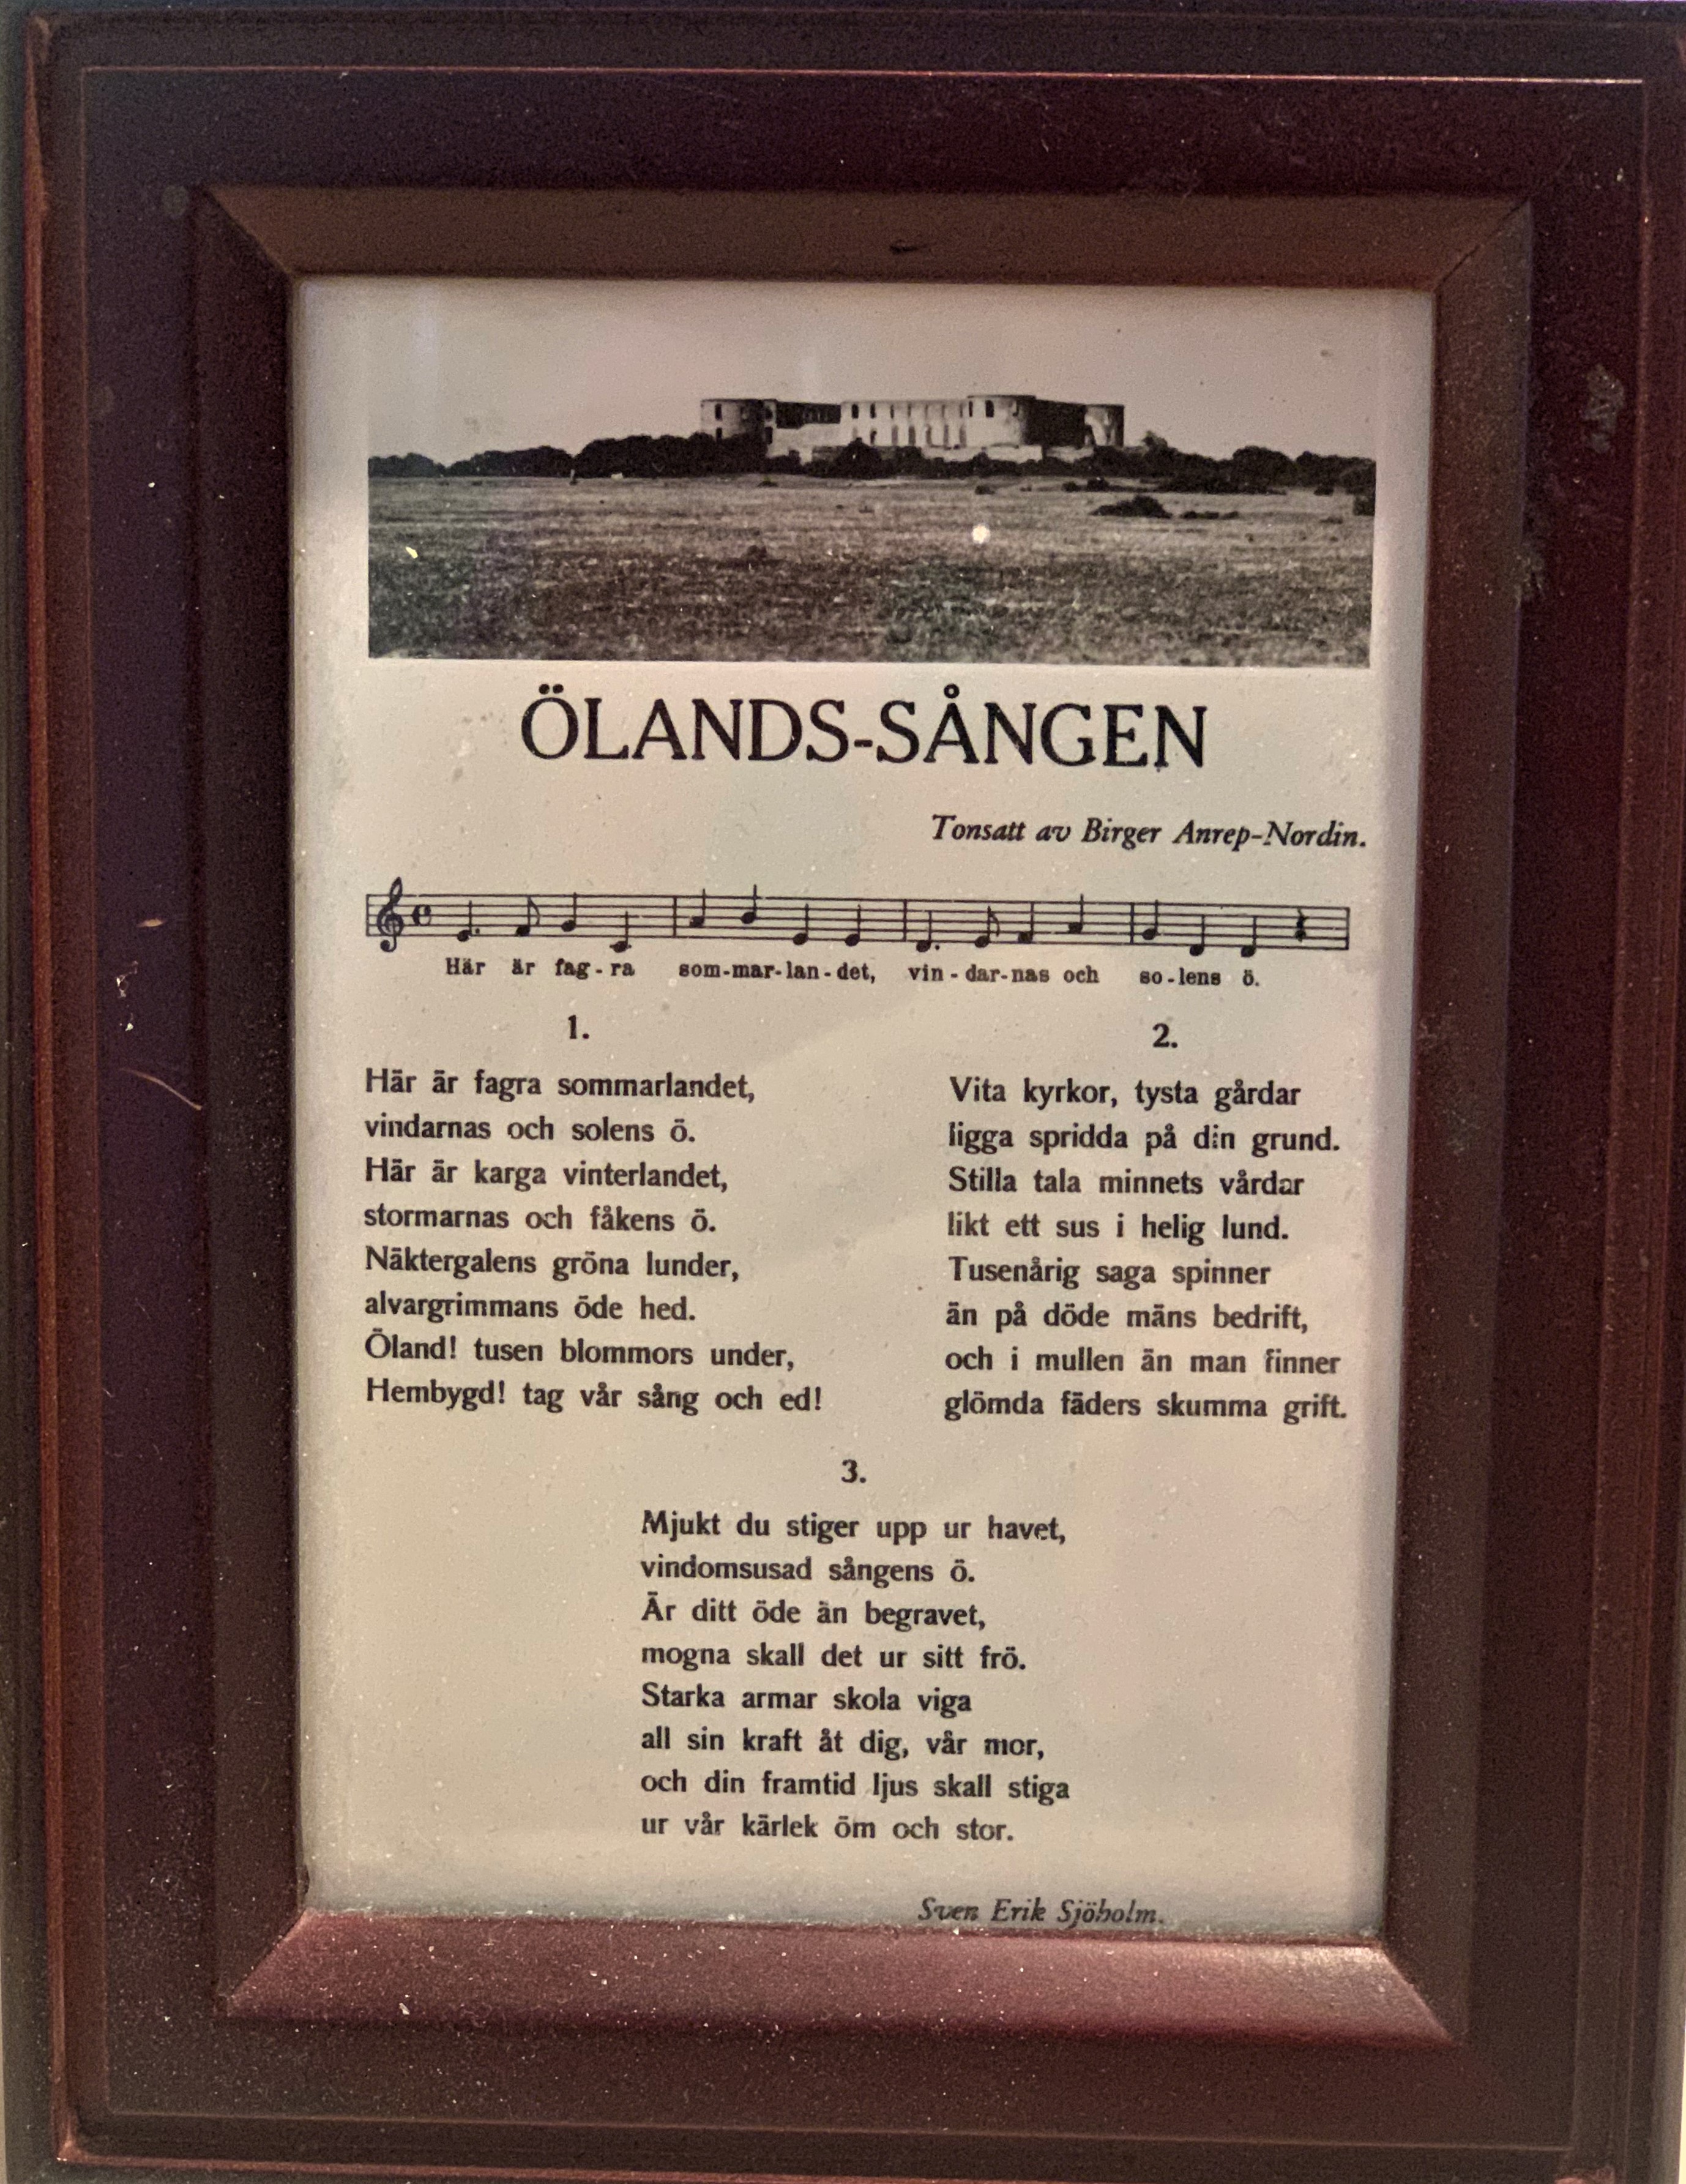 ÖLANDS-SÅNGEN
Tonsatt av Birger Anrep-Nordin.
Här är fag-ra som-mar-lan-det, vin-dar-nas och so-lens ö.
1.
Här är fagra sommarlandet,
vindarnas och solens ö.
Här är karga vinterlandet,
stormarnas och fåkens ö.
Näktergalens gröna lunder,
alvargrimmans öde hed.
Öland! tusen blommors under,
Hembygd! tag vår sång och ed!
2.
Vita kyrkor, tysta gårdar
ligga spridda på din grund.
Stilla tala minnets vårdar
likt ett sus i helig lund.
Tusenårig saga spinner
än på döde mäns bedrift,
och i mullen än man finner
glömda fäders skumma grift.
3.
Mjukt du stiger upp ur havet,
vindomsusad sångens ö.
Är ditt öde än begravet,
mogna skall det ur sitt frö.
Starka armar skola viga
all sin kraft åt dig, vår mor,
och din framtid ljus skall stiga
ur vår kärlek öm och stor.
Sven Erik Sjöholm.